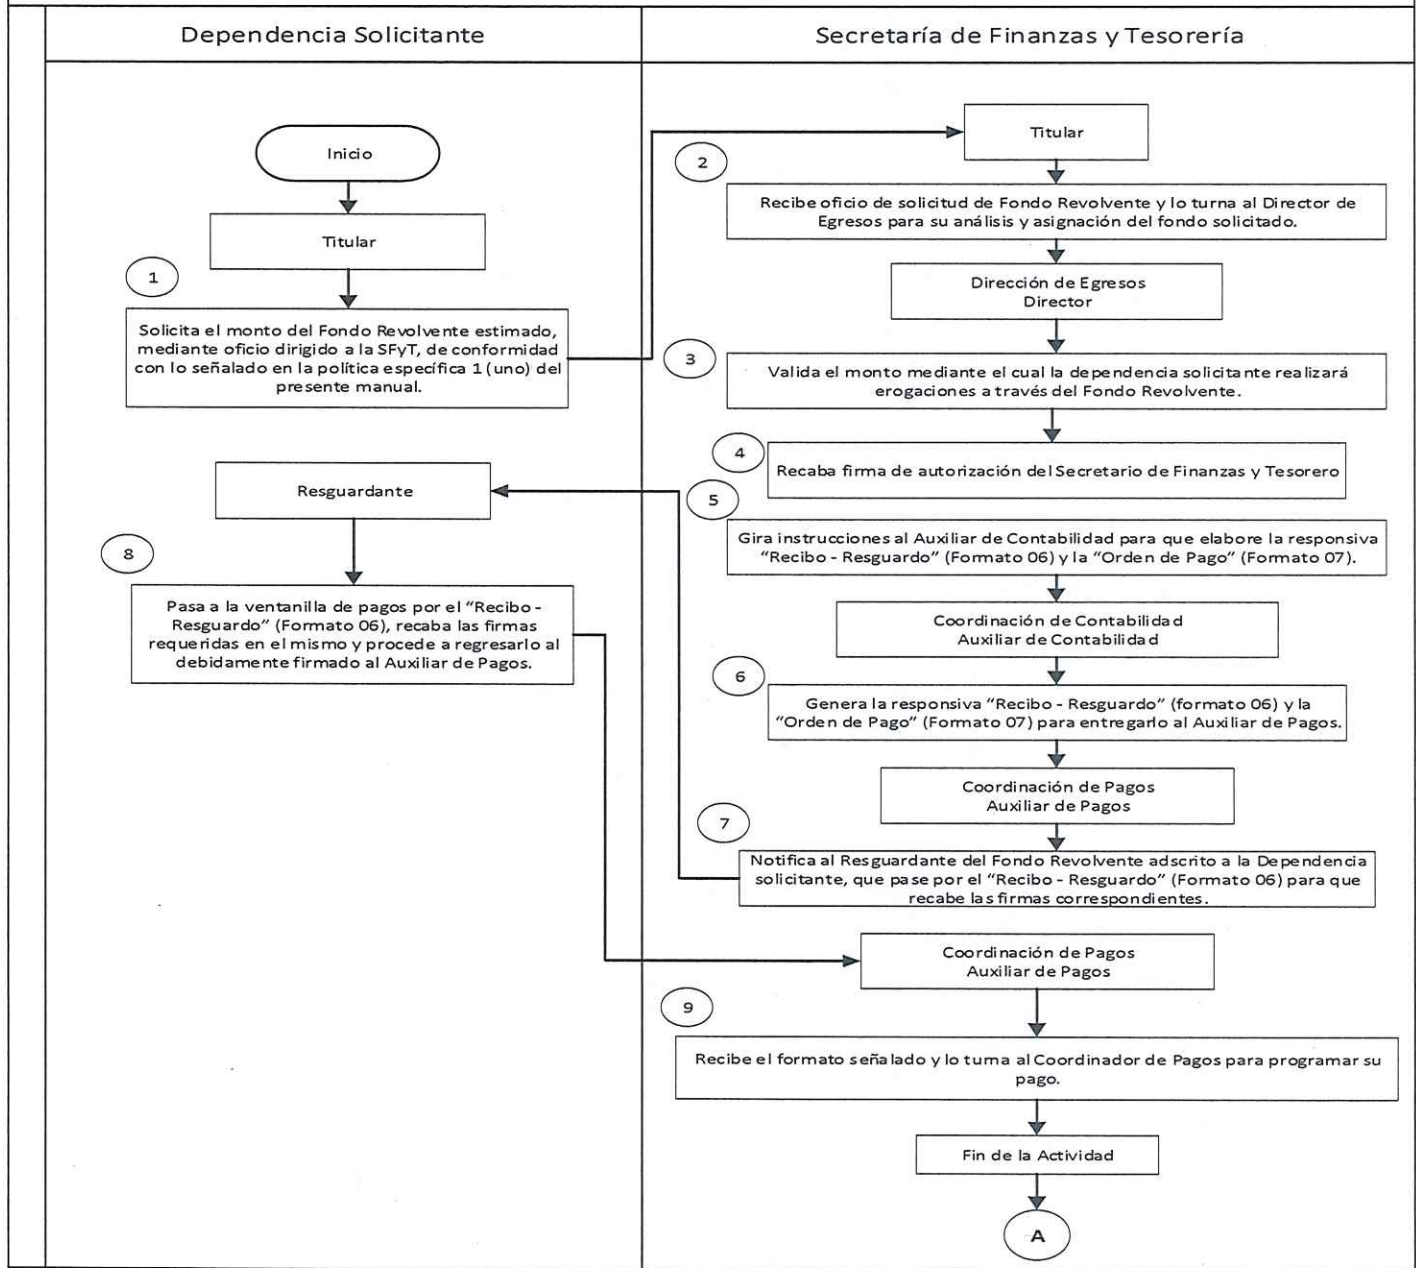 Dependencia Solicitante
Secretaría de Finanzas y Tesorería
Inicio
Titular
1
Solicita el monto del Fondo Revolvente estimado,
mediante oficio dirigido a la SFyT, de conformidad
con lo señalado en la política específica 1 (uno) del
presente manual.
Titular
2
Recibe oficio de solicitud de Fondo Revolvente y lo turna al Director de
Egresos para su análisis y asignación del fondo solicitado.
Dirección de Egresos
Director
3
Valida el monto mediante el cual la dependencia solicitante realizará
erogaciones a través del Fondo Revolvente.
4
Recaba firma de autorización del Secretario de Finanzas y Tesorero
5
Gira instrucciones al Auxiliar de Contabilidad para que elabore la responsiva
“Recibo - Resguardo” (Formato 06) y la “Orden de Pago” (Formato 07).
Coordinación de Contabilidad
Auxiliar de Contabilidad
6
Genera la responsiva “Recibo - Resguardo” (formato 06) y la
“Orden de Pago” (Formato 07) para entregarlo al Auxiliar de Pagos.
Coordinación de Pagos
Auxiliar de Pagos
7
Notifica al Resguardante del Fondo Revolvente adscrito a la Dependencia
solicitante, que pase por el “Recibo - Resguardo” (Formato 06) para que
recabe las firmas correspondientes.
Resguardante
8
Pasa a la ventanilla de pagos por el “Recibo -
Resguardo” (Formato 06), recaba las firmas
requeridas en el mismo y procede a regresarlo al
debidamente firmado al Auxiliar de Pagos.
Coordinación de Pagos
Auxiliar de Pagos
9
Recibe el formato señalado y lo turna al Coordinador de Pagos para programar su
pago.
Fin de la Actividad
A